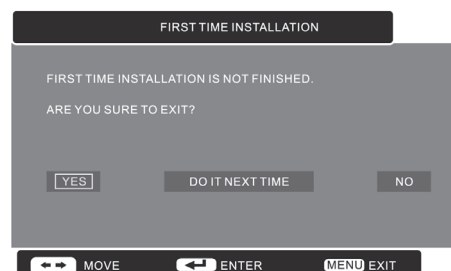 FIRST TIME INSTALLATION
FIRST TIME INSTALLATION IS NOT FINISHED.
ARE YOU SURE TO EXIT?
YES DO IT NEXT TIME NO
MOVE ENTER MENU EXIT